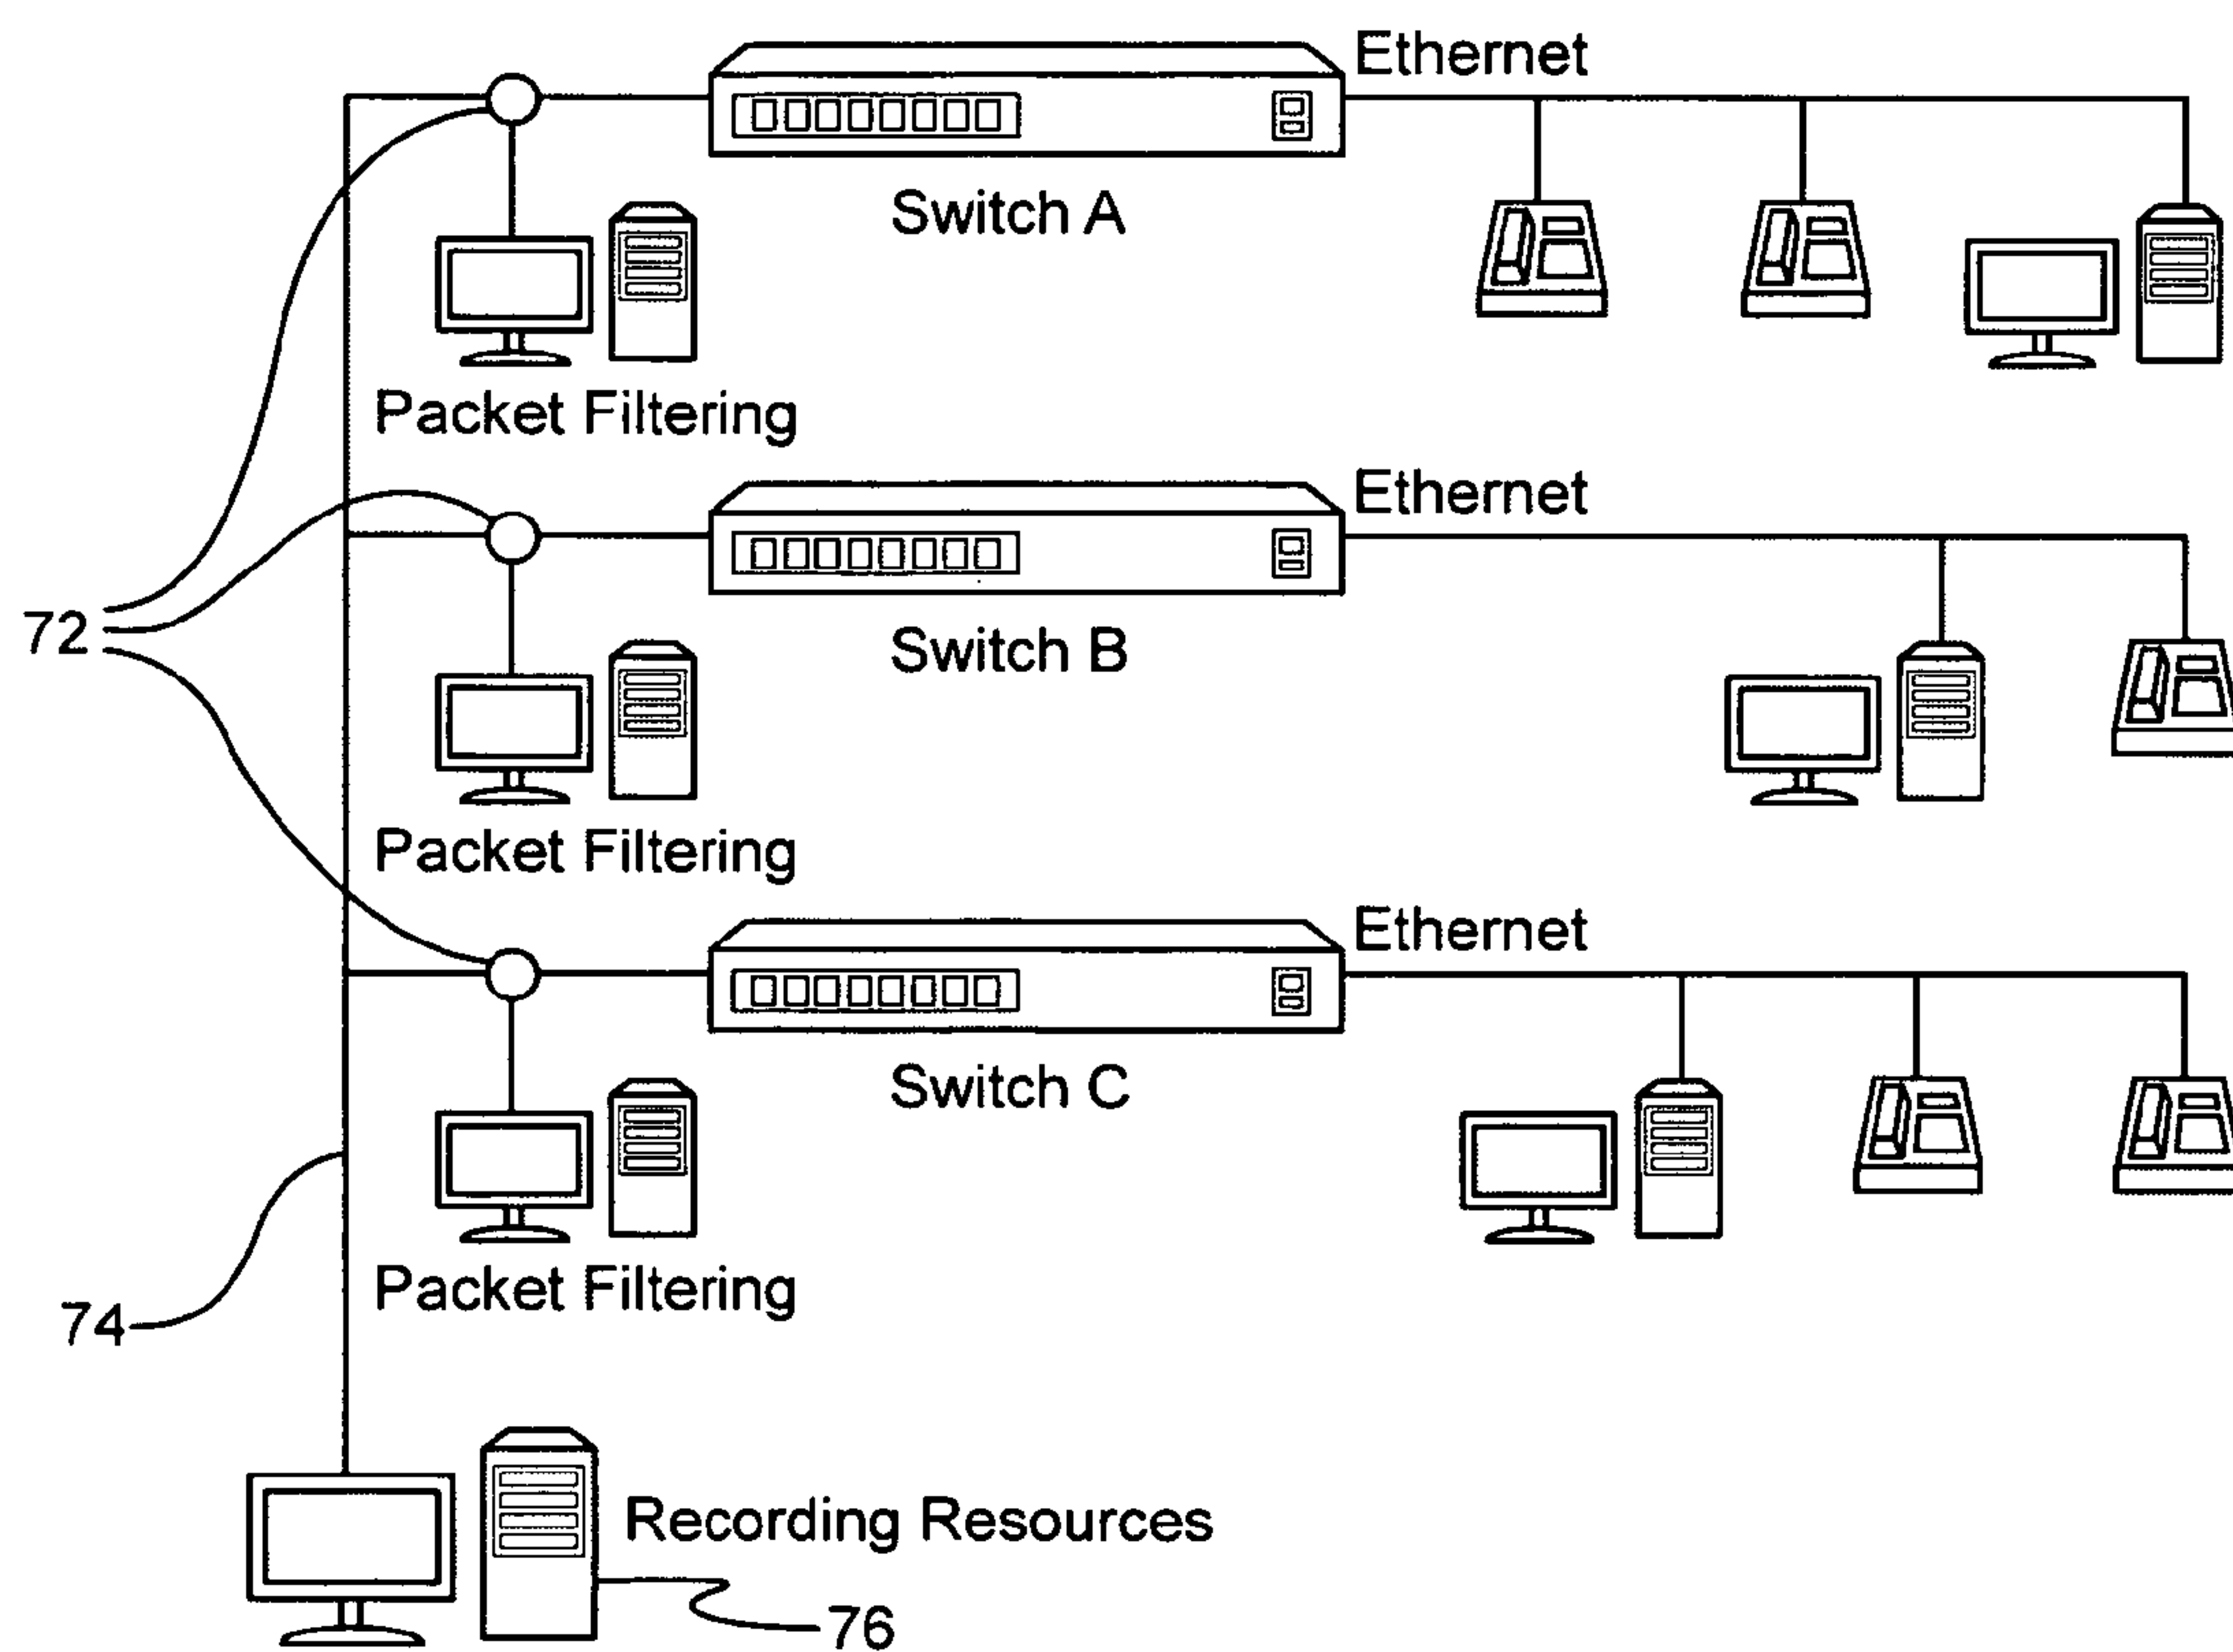 Ethernet
Switch A
Packet Filtering
Ethernet
72
Switch B
Packet Filtering
Ethernet
Switch C
Packet Filtering
74
Recording Resources
76